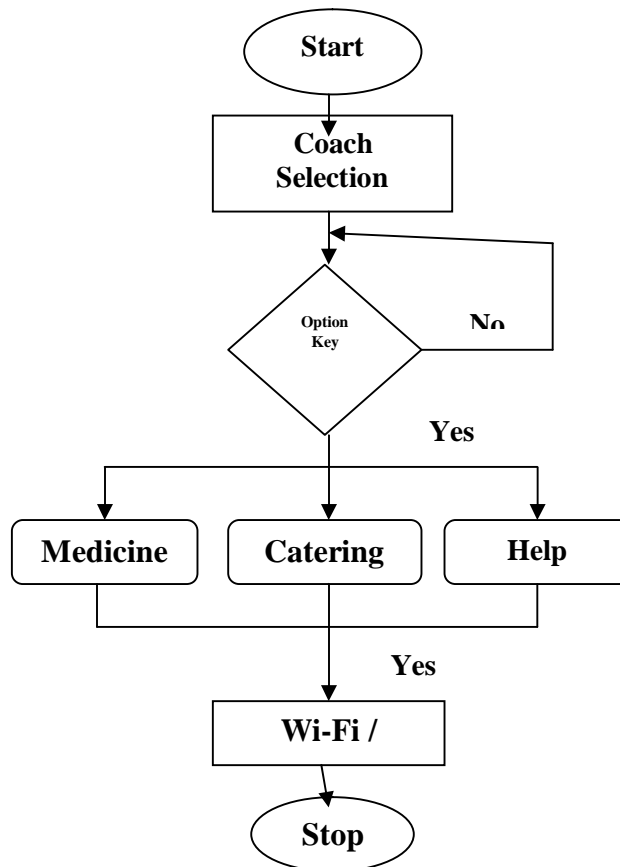 Start
Coach
Selection
Option
Key
No
Yes
Medicine
Catering
Help
Yes
Wi-Fi /
Stop